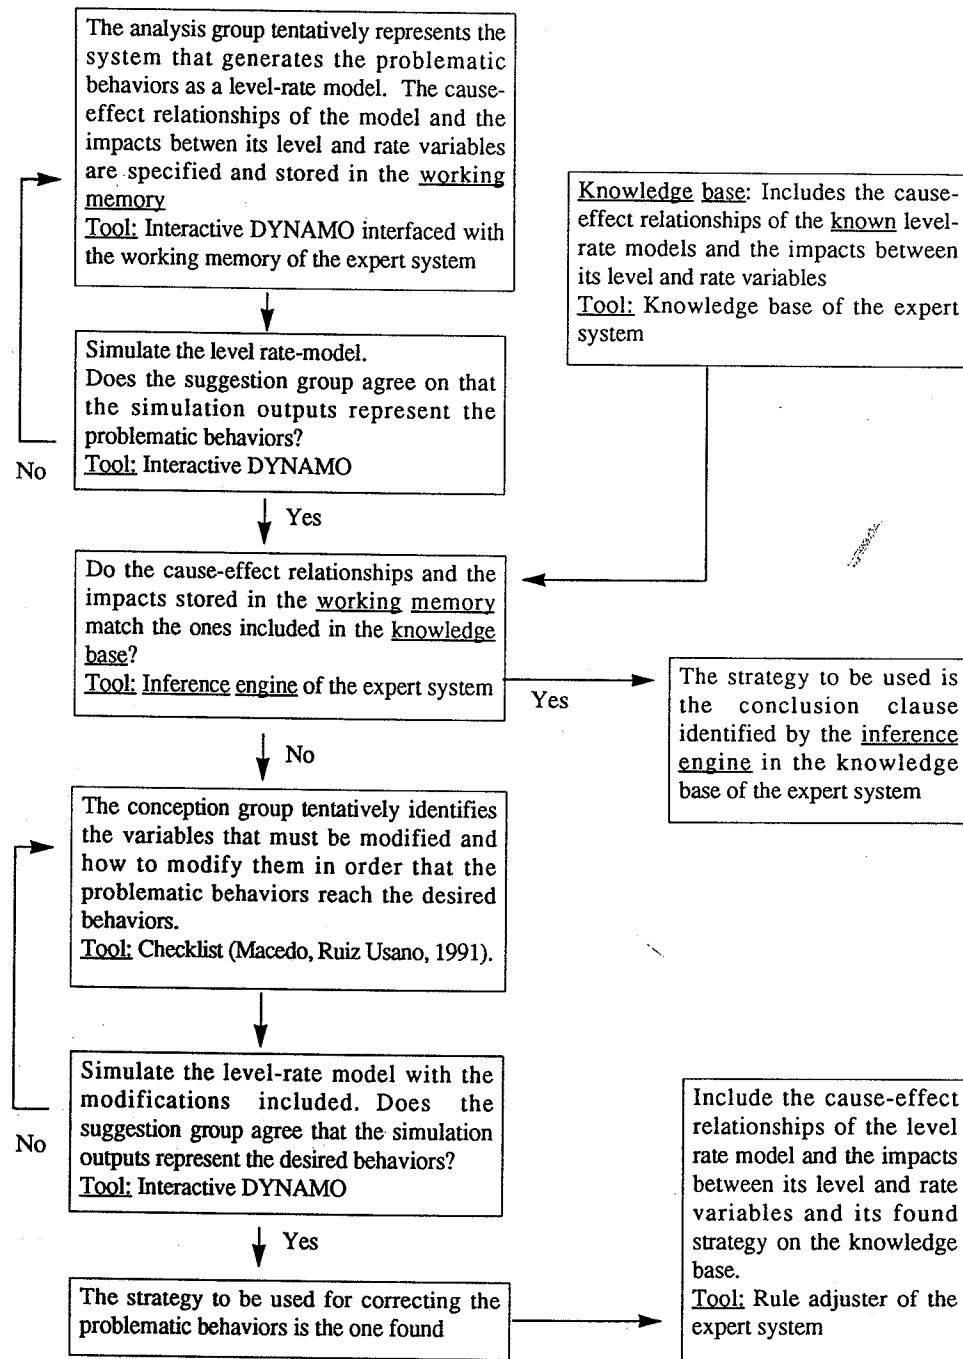 The analysis group tentatively represents the
system that generates the problematic
behaviors as a level-rate model. The cause-
effect relationships of the model and the
impacts betwen its level and rate variables
are specified and stored in the working
memory
Tool: Interactive DYNAMO interfaced with
the working memory of the expert system
Knowledge base: Includes the cause-
effect relationships of the known level-
rate models and the impacts between
its level and rate variables
Tool: Knowledge base of the expert
system
Simulate the level rate-model.
Does the suggestion group agree on that
the simulation outputs represent the
problematic behaviors?
Tool: Interactive DYNAMO
No
Yes
Do the cause-effect relationships and the
impacts stored in the working memory
match the ones included in the knowledge
base?
Tool: Inference engine of the expert system
Yes
The strategy to be used is
the conclusion clause
identified by the inference
engine in the knowledge
base of the expert system
No
The conception group tentatively identifies
the variables that must be modified and
how to modify them in order that the
problematic behaviors reach the desired
behaviors.
Tool: Checklist (Macedo, Ruiz Usano, 1991).
Simulate the level-rate model with the
modifications included. Does the
suggestion group agree that the simulation
outputs represent the desired behaviors?
Tool: Interactive DYNAMO
No
Yes
The strategy to be used for correcting the
problematic behaviors is the one found
Include the cause-effect
relationships of the level
rate model and the impacts
between its level and rate
variables and its found
strategy on the knowledge
base.
Tool: Rule adjuster of the
expert system